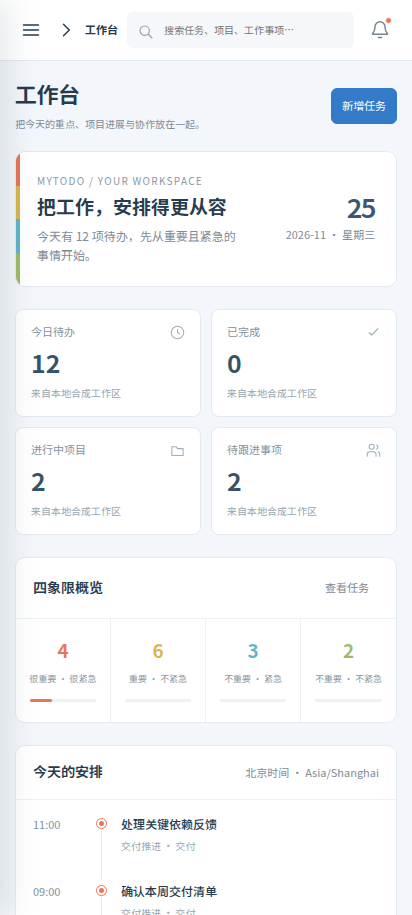 工作台
搜索任务、项目、工作事项…
工作台
把今天的重点、项目进展与协作放在一起。
新增任务
MYTODO / YOUR WORKSPACE
把工作，安排得更从容
今天有 12 项待办，先从重要且紧急的
事情开始。
25
2026-11 · 星期三
今日待办
12
来自本地合成工作区
已完成
0
来自本地合成工作区
进行中项目
2
来自本地合成工作区
待跟进事项
2
来自本地合成工作区
四象限概览
查看任务
4
很重要 · 很紧急
6
重要 · 不紧急
3
不重要 · 紧急
2
不重要 · 不紧急
今天的安排
北京时间 · Asia/Shanghai
11:00
处理关键依赖反馈
交付推进 · 交付
09:00
确认本周交付清单
交付推进 · 交付